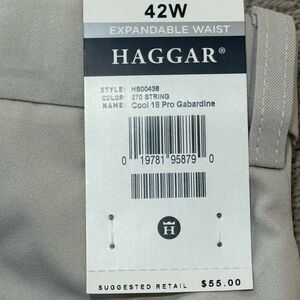 42W
EXPANDABLE WAIST
HAGGAR®
STYLE: HS00438
COLOR: 270 STRING
NAME: Cool 18 Pro Gabardine
0 19781 95879 0
H
SUGGESTED RETAIL $55.00